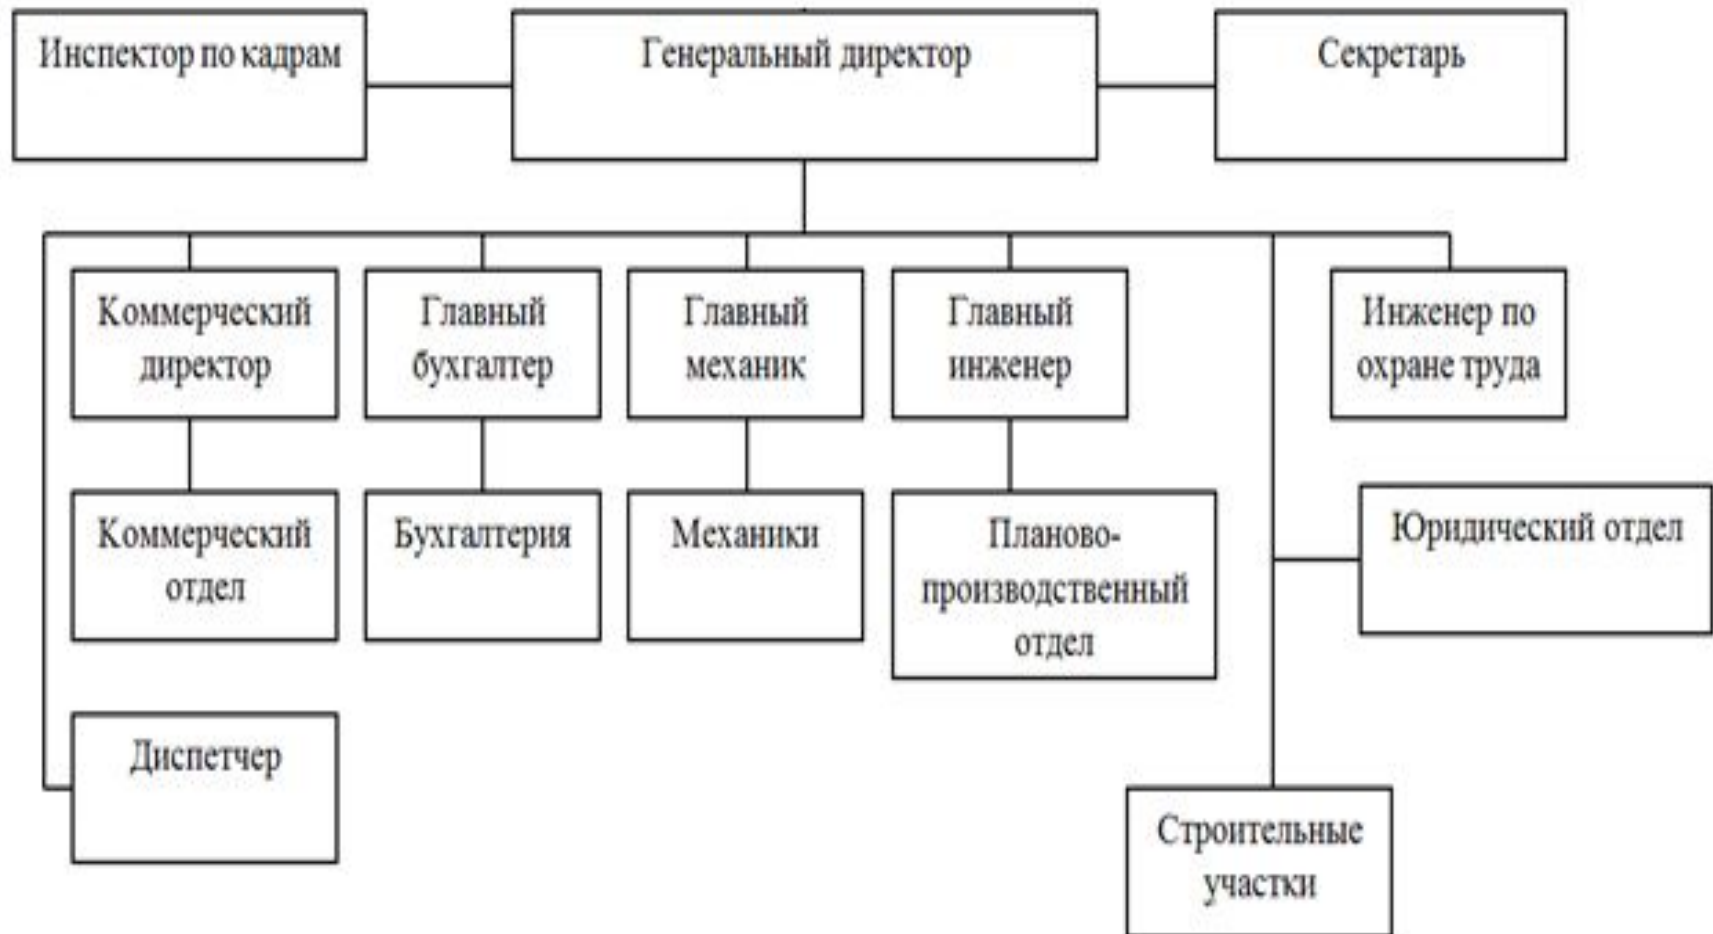 Инспектор по кадрам
Генеральный директор
Секретарь
Коммерческий
директор
Главный
бухгалтер
Главный
механик
Главный
инженер
Инженер по
охране труда
Коммерческий
отдел
Бухгалтерия
Механики
Планово-
производственный
отдел
Юридический отдел
Диспетчер
Строительные
участки